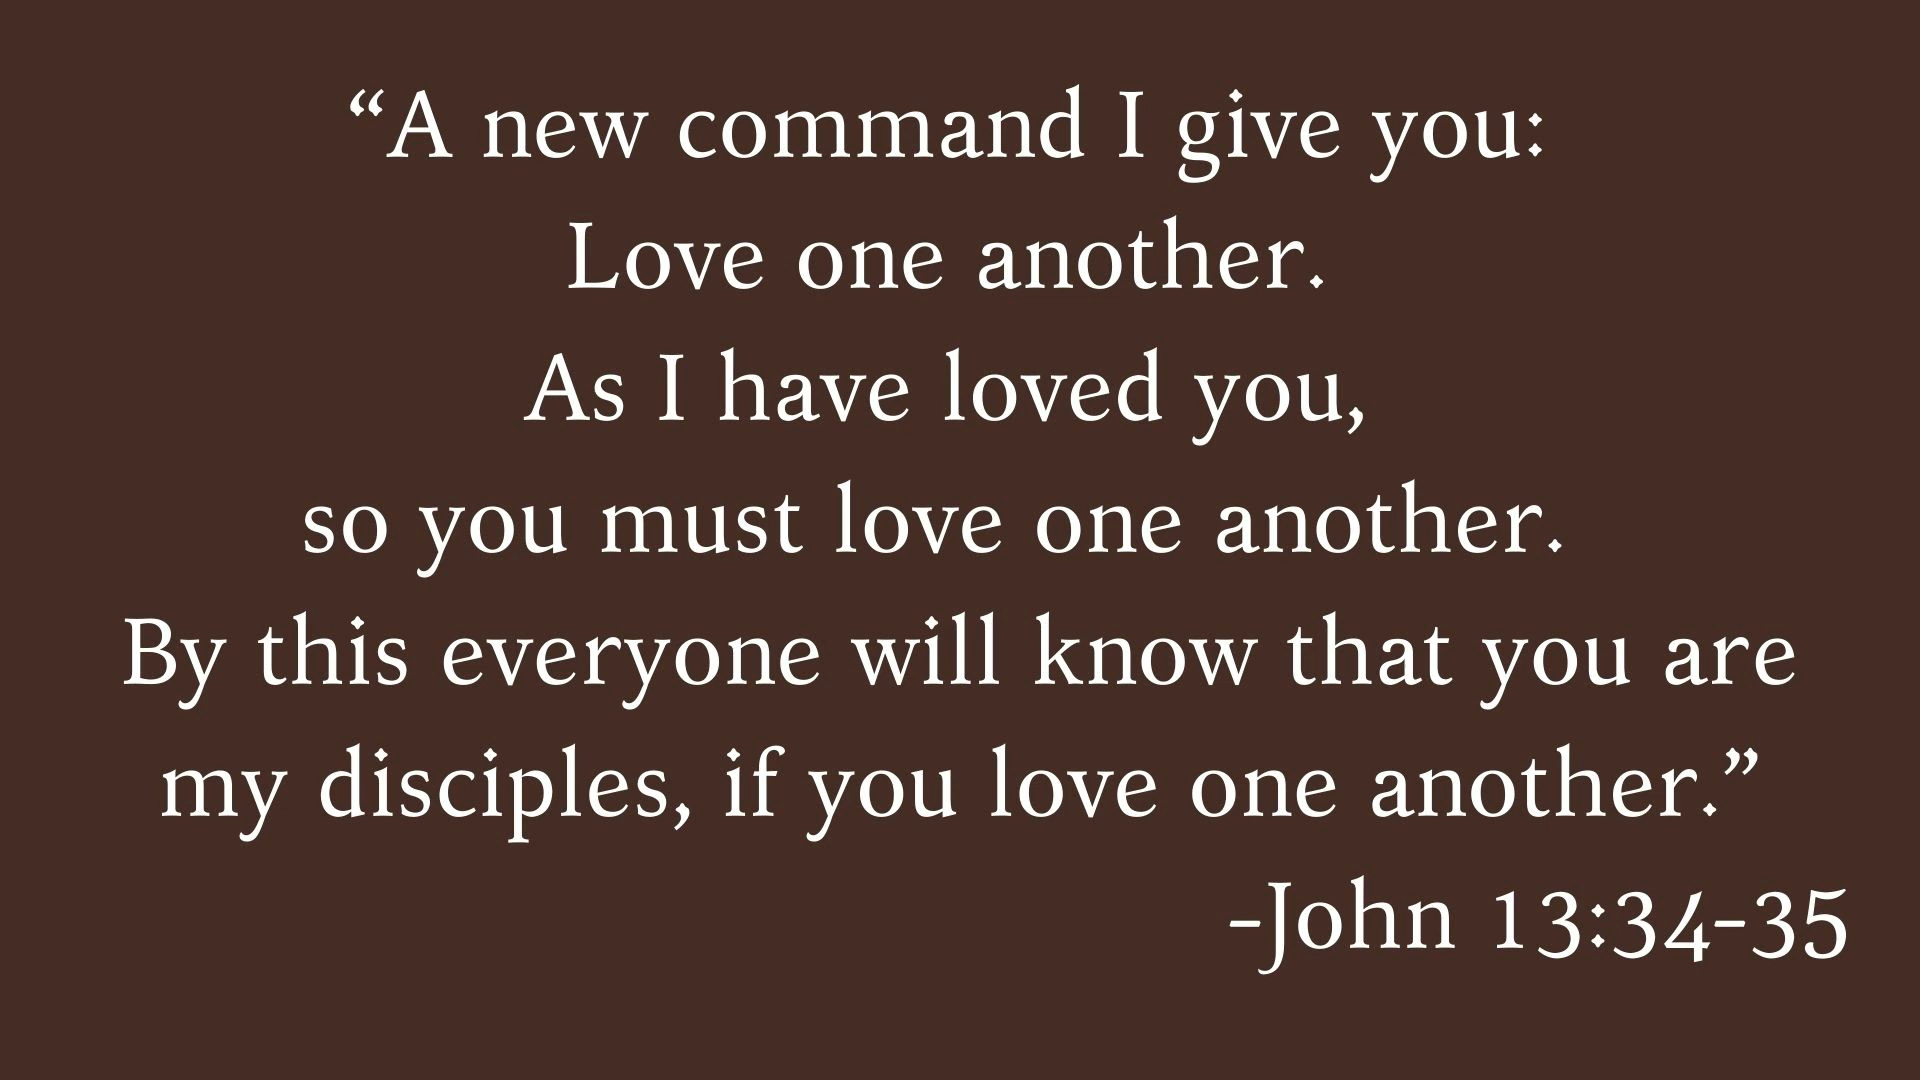 “A new command I give you:
Love one another.
As I have loved you,
so you must love one another.
By this everyone will know that you are
my disciples, if you love one another.”
-John 13:34-35